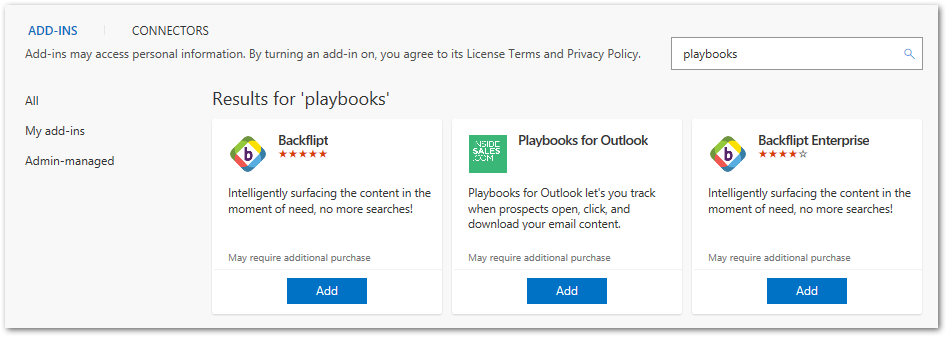 ADD-INS
CONNECTORS
Add-ins may access personal information. By turning an add-in on, you agree to its License Terms and Privacy Policy.
playbooks
All
My add-ins
Admin-managed
Results for 'playbooks'
b
Backflipt
Intelligently surfacing the content in the
moment of need, no more searches!
May require additional purchase
Add
INSIDE
SALES
.COM
Playbooks for Outlook
Playbooks for Outlook let's you track
when prospects open, click, and
download your email content.
May require additional purchase
Add
b
Backflipt Enterprise
Intelligently surfacing the content in the
moment of need, no more searches!
May require additional purchase
Add